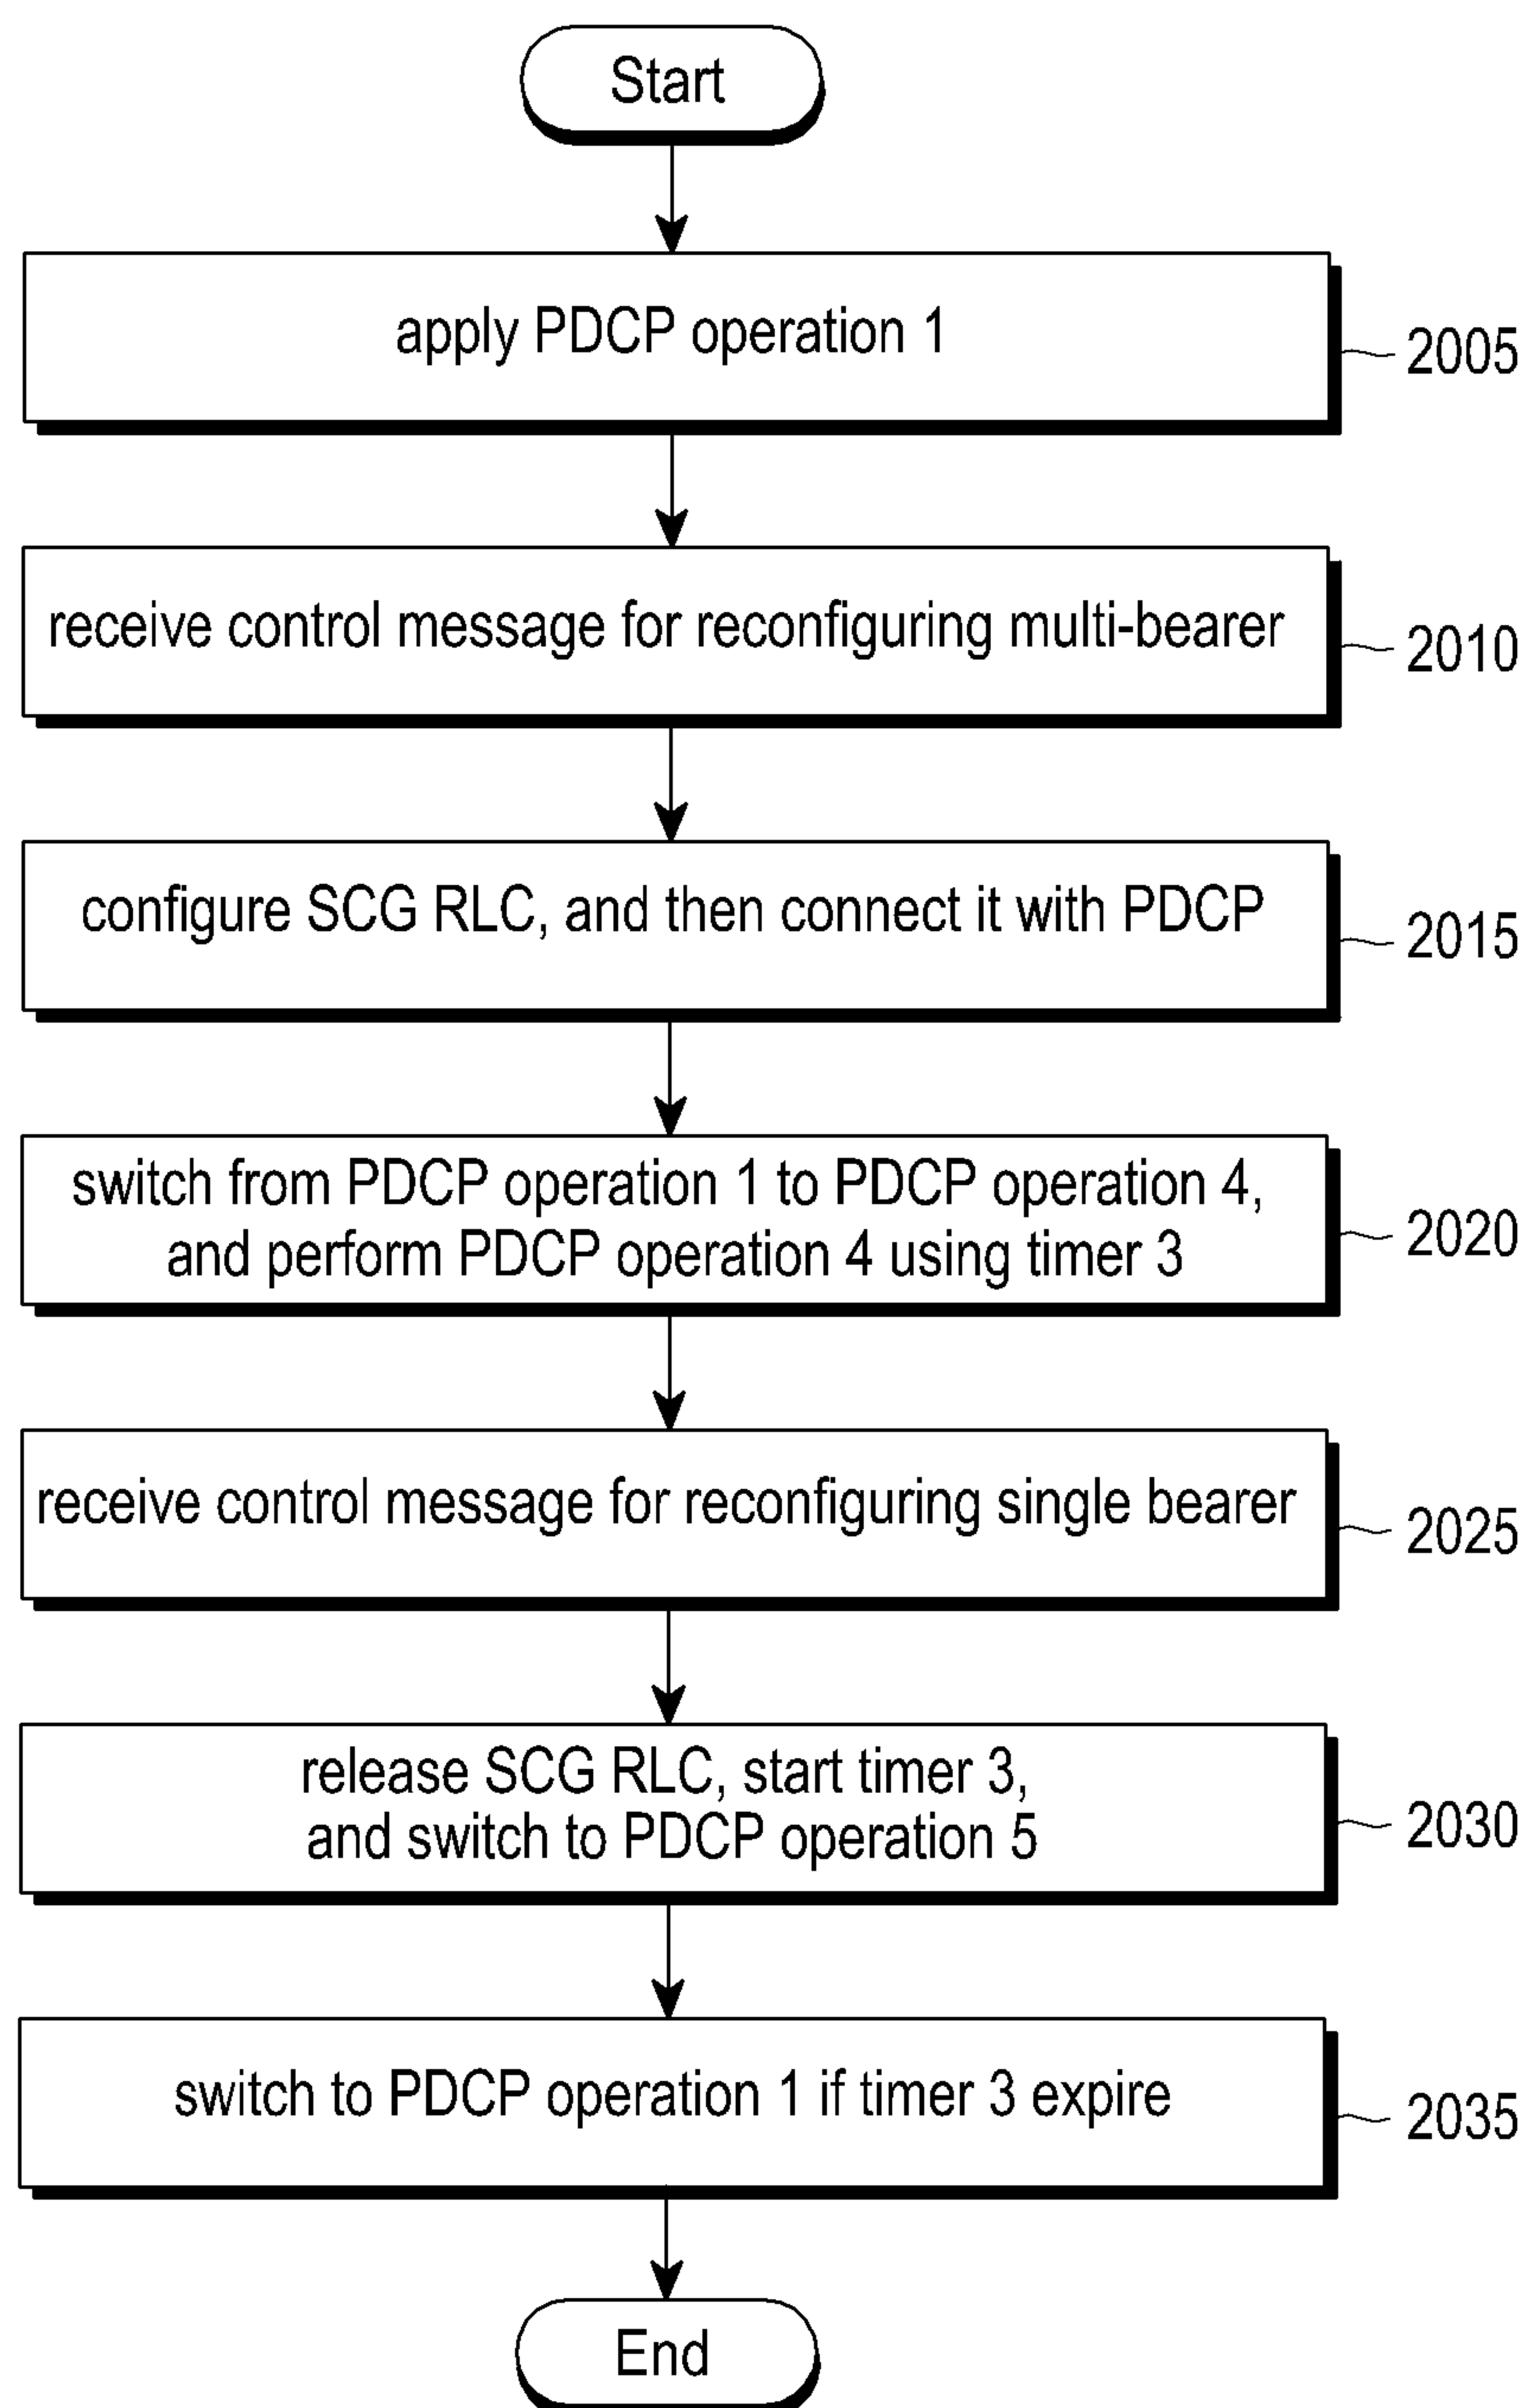 Start
apply PDCP operation 1
2005
receive control message for reconfiguring multi-bearer
2010
configure SCG RLC, and then connect it with PDCP
2015
switch from PDCP operation 1 to PDCP operation 4,
and perform PDCP operation 4 using timer 3
2020
receive control message for reconfiguring single bearer
2025
release SCG RLC, start timer 3,
and switch to PDCP operation 5
2030
switch to PDCP operation 1 if timer 3 expire
2035
End